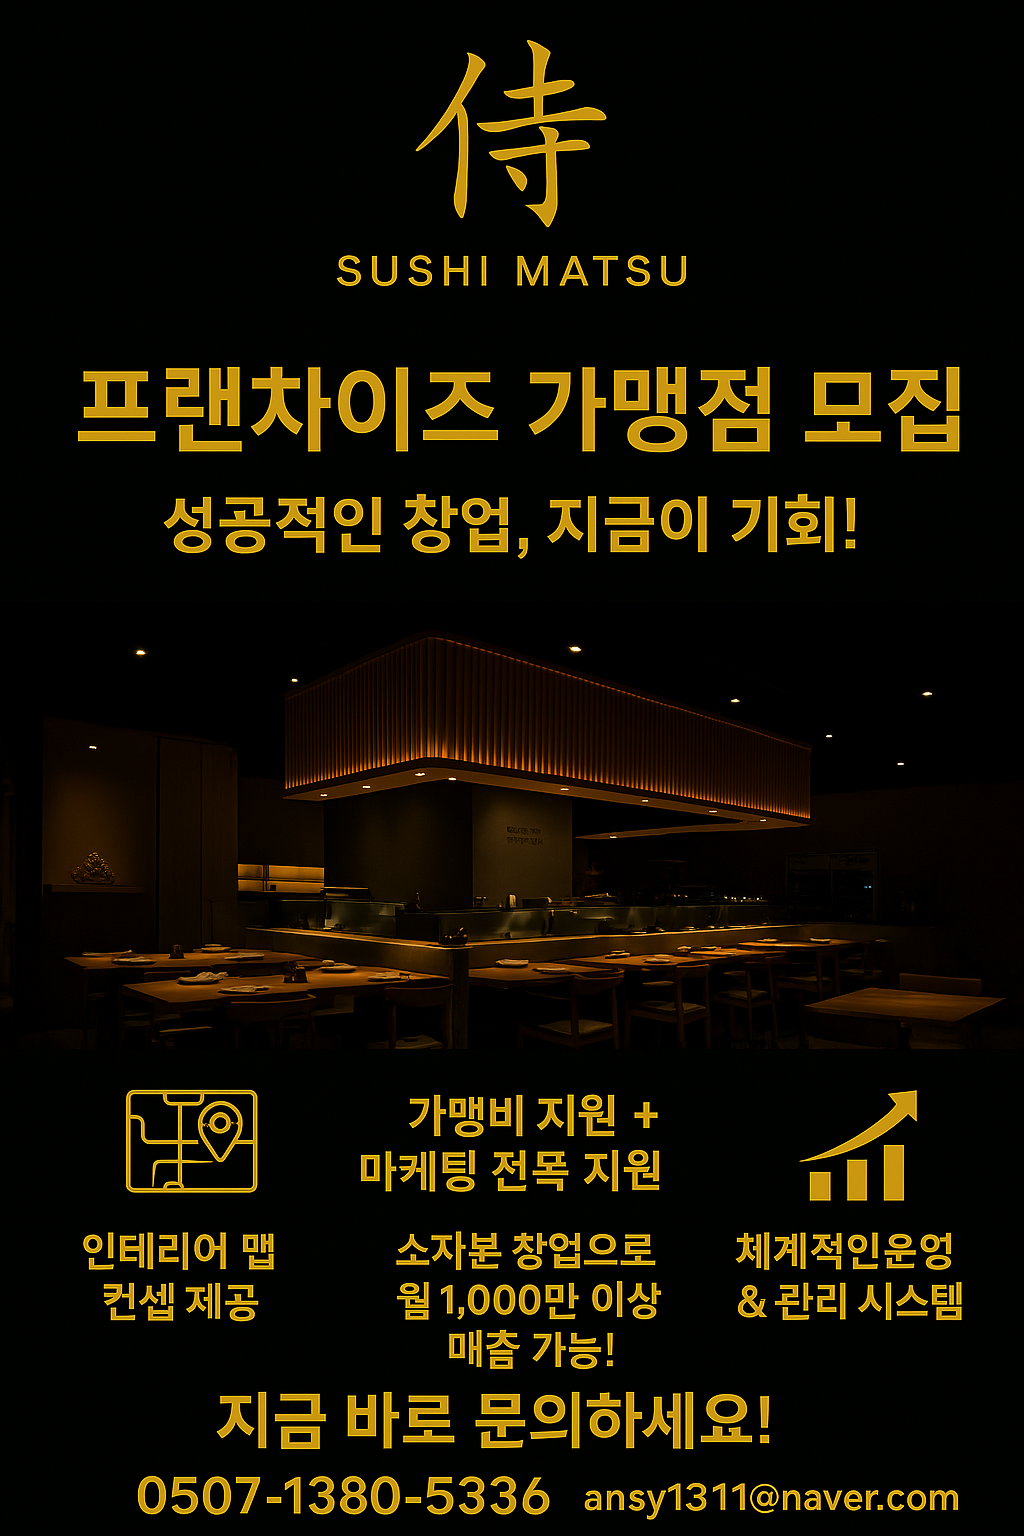 侍
SUSHI MATSU
프랜차이즈 가맹점 모집
성공적인 창업, 지금이 기회!
가맹비 지원 +
마케팅 전폭 지원
인테리어 맵
컨셉 제공
소자본 창업으로
월 1,000만 이상
매츰 가능!
체계적인운영
& 관리 시스템
지금 바로 문의하세요!
0507-1380-5336 ansy1311@naver.com